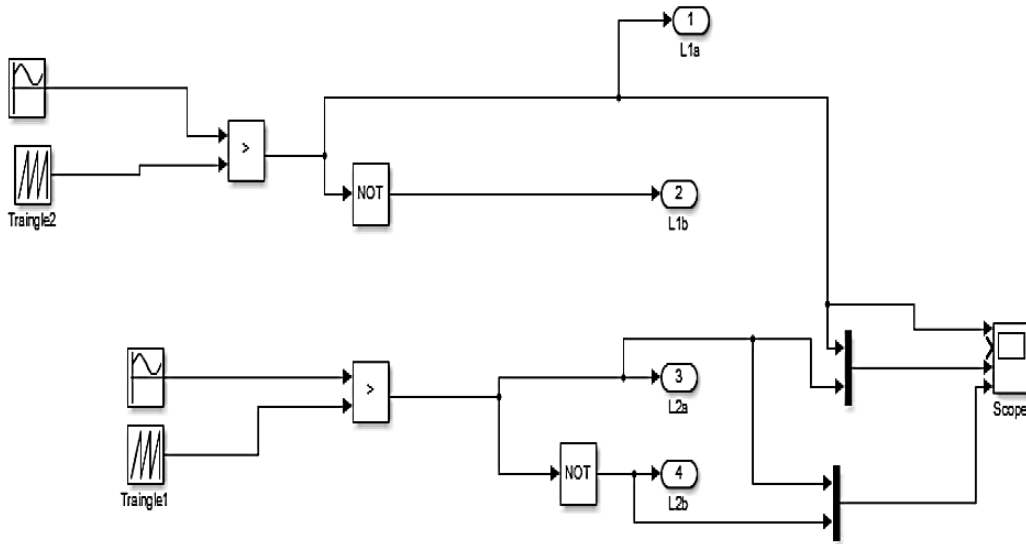 1
L1a
>
Traingle2
NOT
2
L1b
>
3
L2a
Scope
Traingle1
NOT
4
L2b